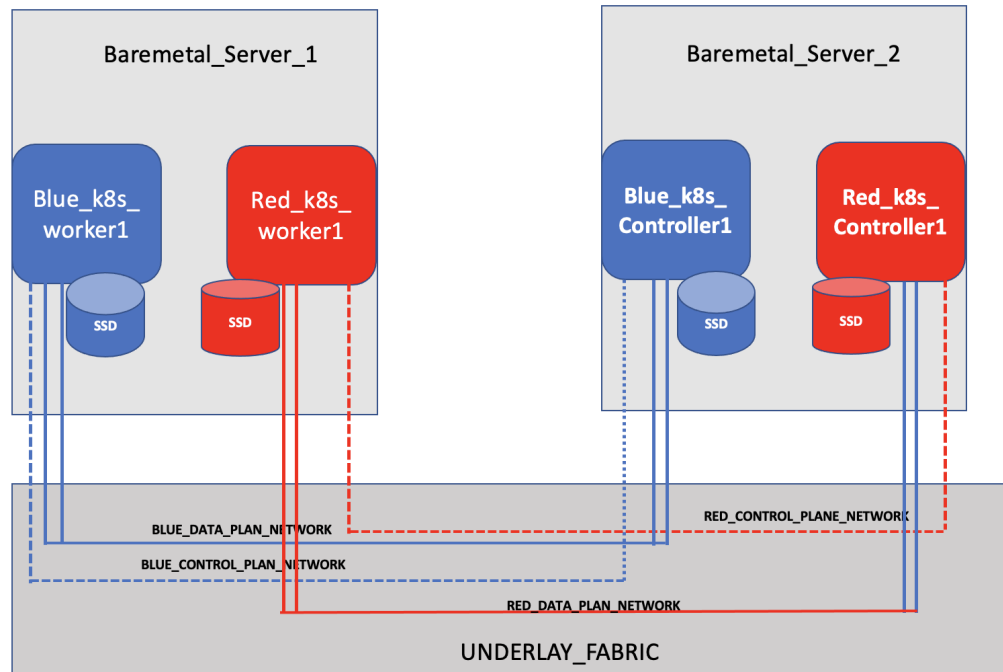 Baremetal_Server_1
Baremetal_Server_2
Blue_k8s_
worker1
Red_k8s_
worker1
Blue_k8s_
Controller1
Red_k8s_
Controller1
SSD
SSD
SSD
SSD
RED_CONTROL_PLANE_NETWORK
BLUE_DATA_PLAN_NETWORK
BLUE_CONTROL_PLAN_NETWORK
RED_DATA_PLAN_NETWORK
UNDERLAY_FABRIC